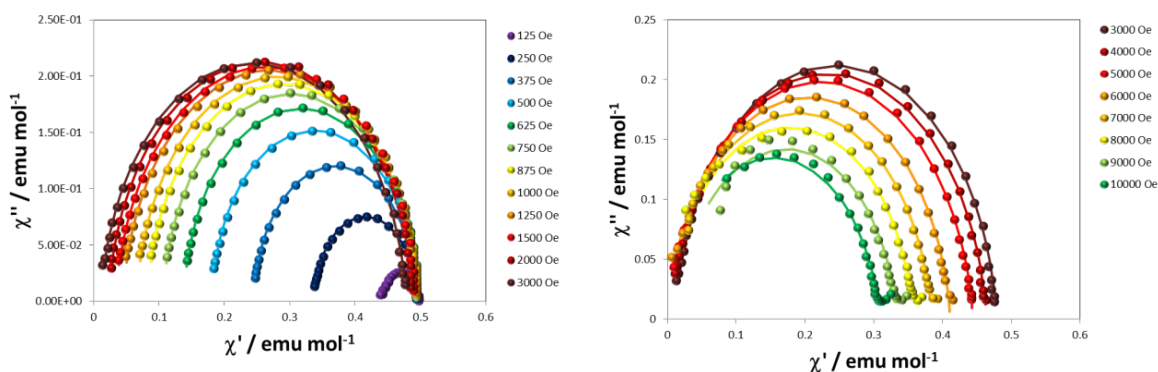 2.50E-01
2.00E-01
1.50E-01
1.00E-01
5.00E-02
0.00E+00
χ'' / emu mol⁻¹
0 0.1 0.2 0.3 0.4 0.5 0.6
χ' / emu mol⁻¹
125 Oe
250 Oe
375 Oe
500 Oe
625 Oe
750 Oe
875 Oe
1000 Oe
1250 Oe
1500 Oe
2000 Oe
3000 Oe
0.25
0.2
0.15
0.1
0.05
0
χ'' / emu mol⁻¹
0 0.1 0.2 0.3 0.4 0.5 0.6
χ' / emu mol⁻¹
3000 Oe
4000 Oe
5000 Oe
6000 Oe
7000 Oe
8000 Oe
9000 Oe
10000 Oe